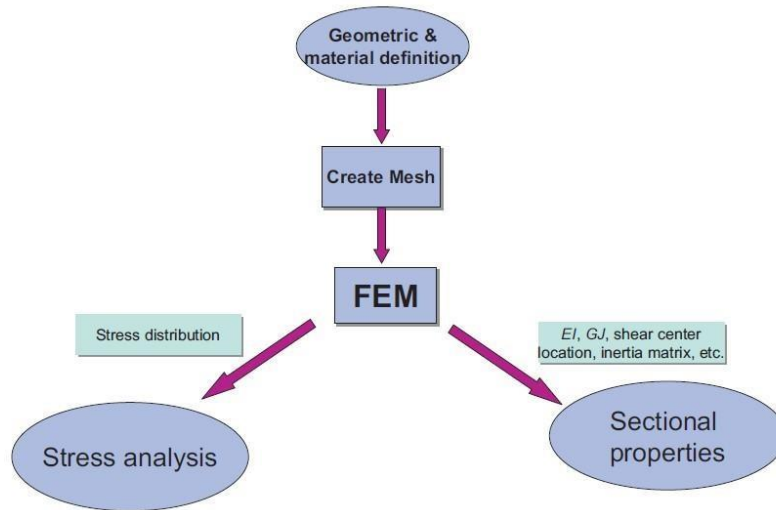 Geometric &
material definition
Create Mesh
FEM
Stress distribution
EI, GJ, shear center
location, inertia matrix, etc.
Stress analysis
Sectional
properties